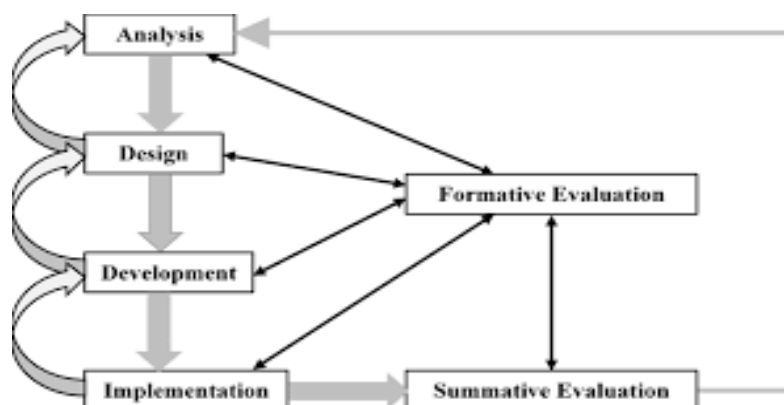 Analysis
Design
Formative Evaluation
Development
Implementation
Summative Evaluation